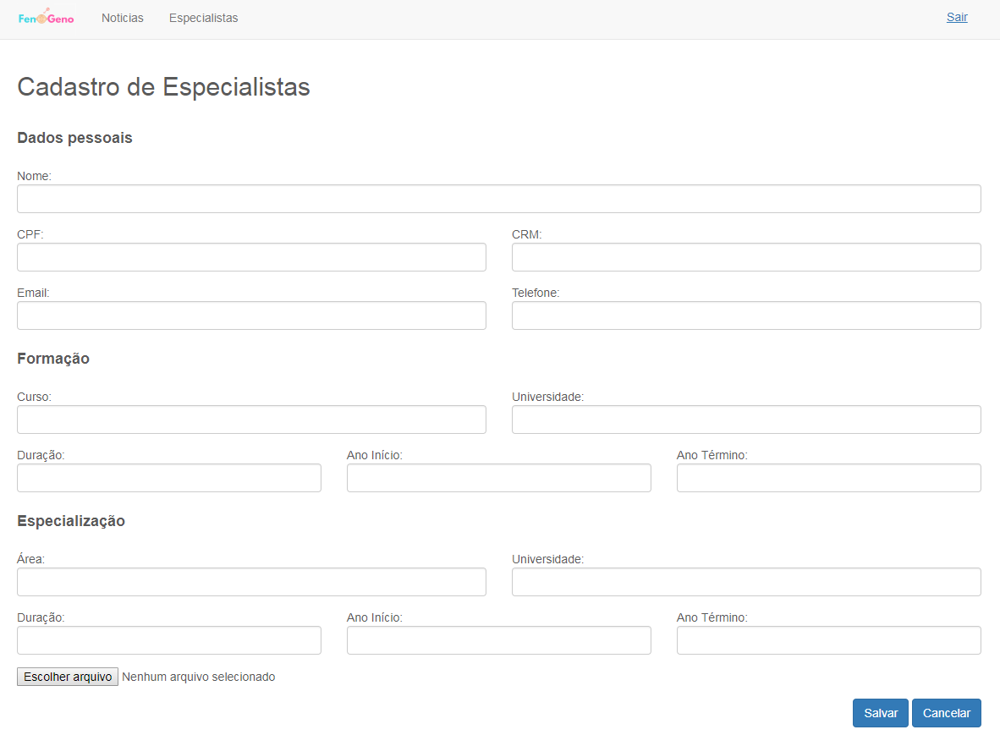 FenoGeno Noticias Especialistas Sair
Cadastro de Especialistas
Dados pessoais
Nome:
CPF: CRM:
Email: Telefone:
Formação
Curso: Universidade:
Duração: Ano Início: Ano Término:
Especialização
Área: Universidade:
Duração: Ano Início: Ano Término:
Escolher arquivo Nenhum arquivo selecionado
Salvar Cancelar